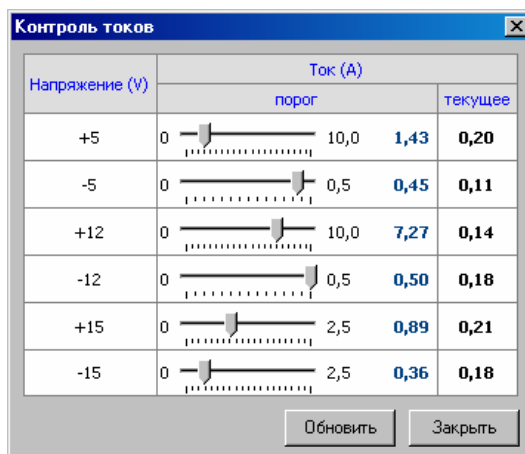 Контроль токов
Напряжение (V) Ток (А)
порог текущее
+5 0 10,0 1,43 0,20
-5 0 0,5 0,45 0,11
+12 0 10,0 7,27 0,14
-12 0 0,5 0,50 0,18
+15 0 2,5 0,89 0,21
-15 0 2,5 0,36 0,18
Обновить Закрыть